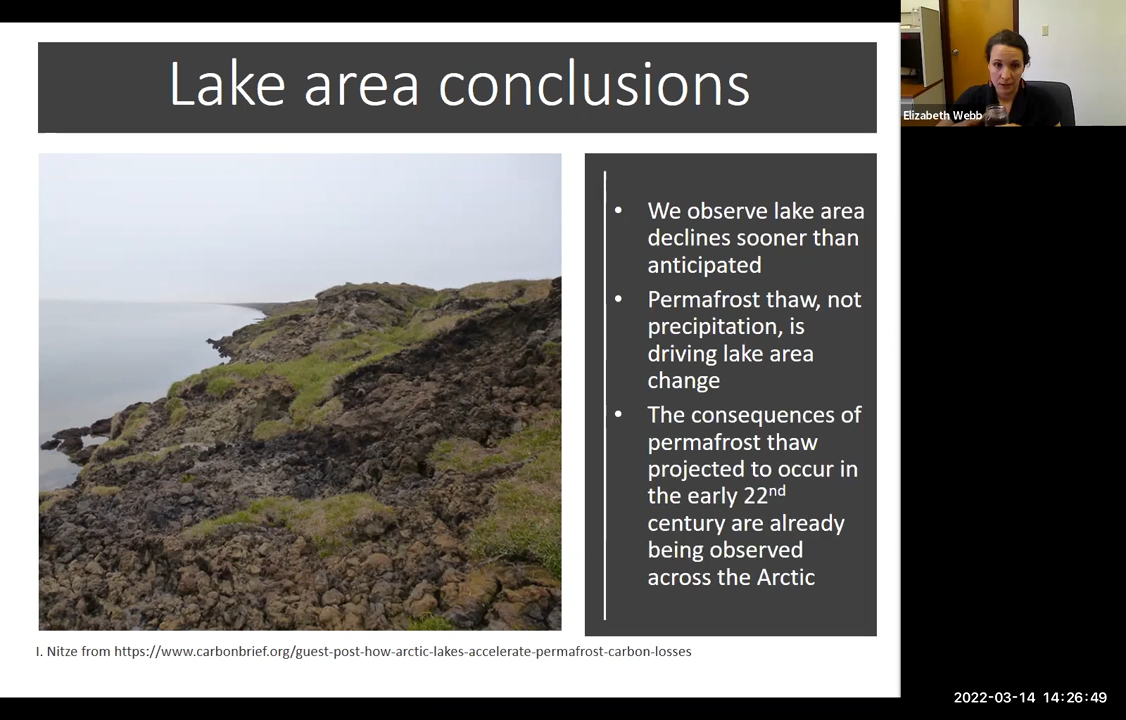 Lake area conclusions
Elizabeth Webb
• We observe lake area
declines sooner than
anticipated
• Permafrost thaw, not
precipitation, is
driving lake area
change
• The consequences of
permafrost thaw
projected to occur in
the early 22nd
century are already
being observed
across the Arctic
I. Nitze from https://www.carbonbrief.org/guest-post-how-arctic-lakes-accelerate-permafrost-carbon-losses
2022-03-14 14:26:49